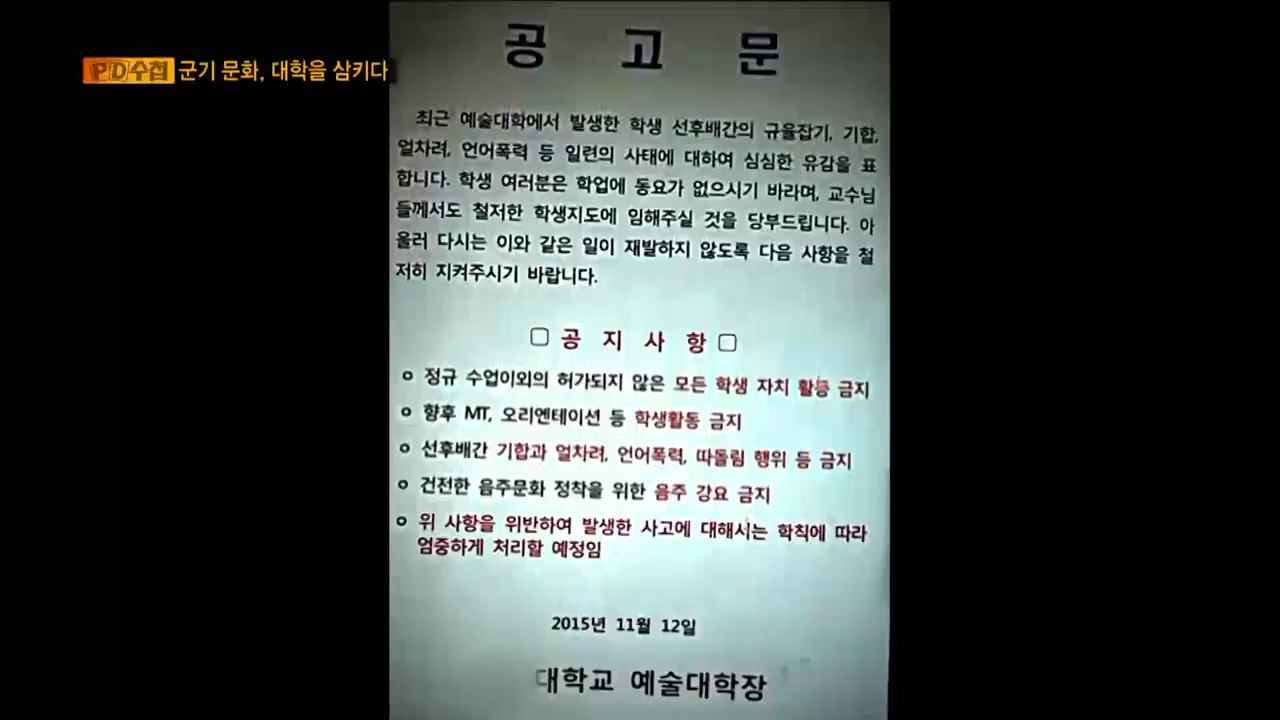 PD수첩 군기 문화, 대학을 삼키다
공 고 문
최근 예술대학에서 발생한 학생 선후배간의 규율잡기, 기합,
얼차려, 언어폭력 등 일련의 사태에 대하여 심심한 유감을 표
합니다. 학생 여러분은 학업에 동요가 없으시기 바라며, 교수님
들께서도 철저한 학생지도에 임해주실 것을 당부드립니다. 아
울러 다시는 이와 같은 일이 재발하지 않도록 다음 사항을 철
저히 지켜주시기 바랍니다.
□ 공 지 사 항 □
o 정규 수업이외의 허가되지 않은 모든 학생 자치 활동 금지
o 향후 MT, 오리엔테이션 등 학생활동 금지
o 선후배간 기합과 얼차려, 언어폭력, 따돌림 행위 등 금지
o 건전한 음주문화 정착을 위한 음주 강요 금지
o 위 사항을 위반하여 발생한 사고에 대해서는 학칙에 따라
엄중하게 처리할 예정임
2015년 11월 12일
대학교 예술대학장